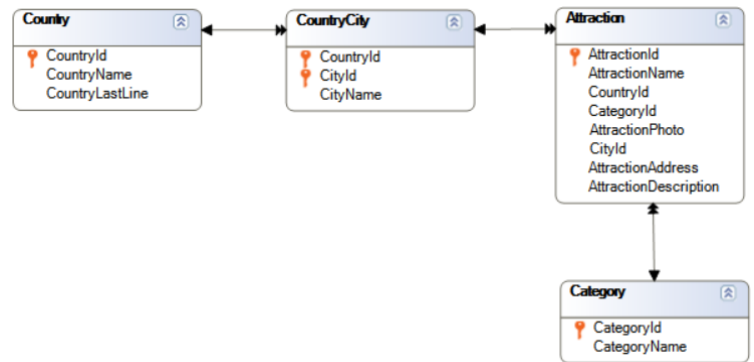 Country
CountryId
CountryName
CountryLastLine
CountryCity
CountryId
CityId
CityName
Attraction
AttractionId
AttractionName
CountryId
CategoryId
AttractionPhoto
CityId
AttractionAddress
AttractionDescription
Category
CategoryId
CategoryName